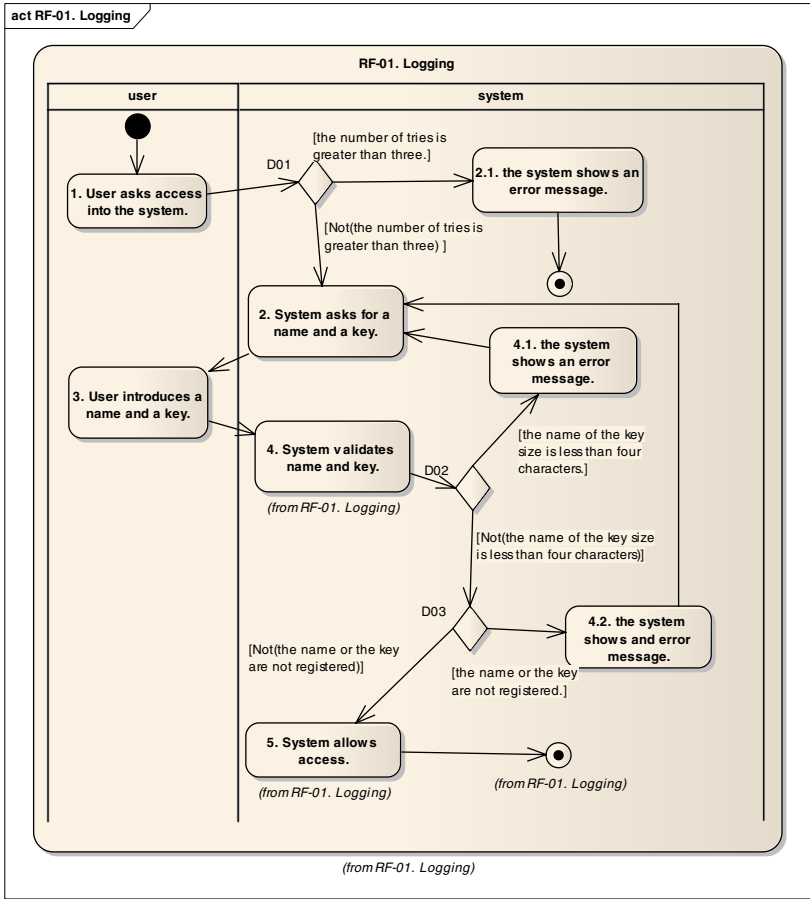 act RF-01. Logging
RF-01. Logging
user
system
[the number of tries is
greater than three.]
D01
1. User asks access
into the system.
2.1. the system shows an
error message.
[Not(the number of tries is
greater than three) ]
2. System asks for a
name and a key.
4.1. the system
shows an error
message.
3. User introduces a
name and a key.
4. System validates
name and key.
(from RF-01. Logging)
[the name of the key
size is less than four
characters.]
D02
[Not(the name of the key size
is less than four characters)]
D03
4.2. the system
shows and error
message.
[Not(the name or the key
are not registered)]
[the name or the key
are not registered.]
5. System allows
access.
(from RF-01. Logging)
(from RF-01. Logging)
(from RF-01. Logging)